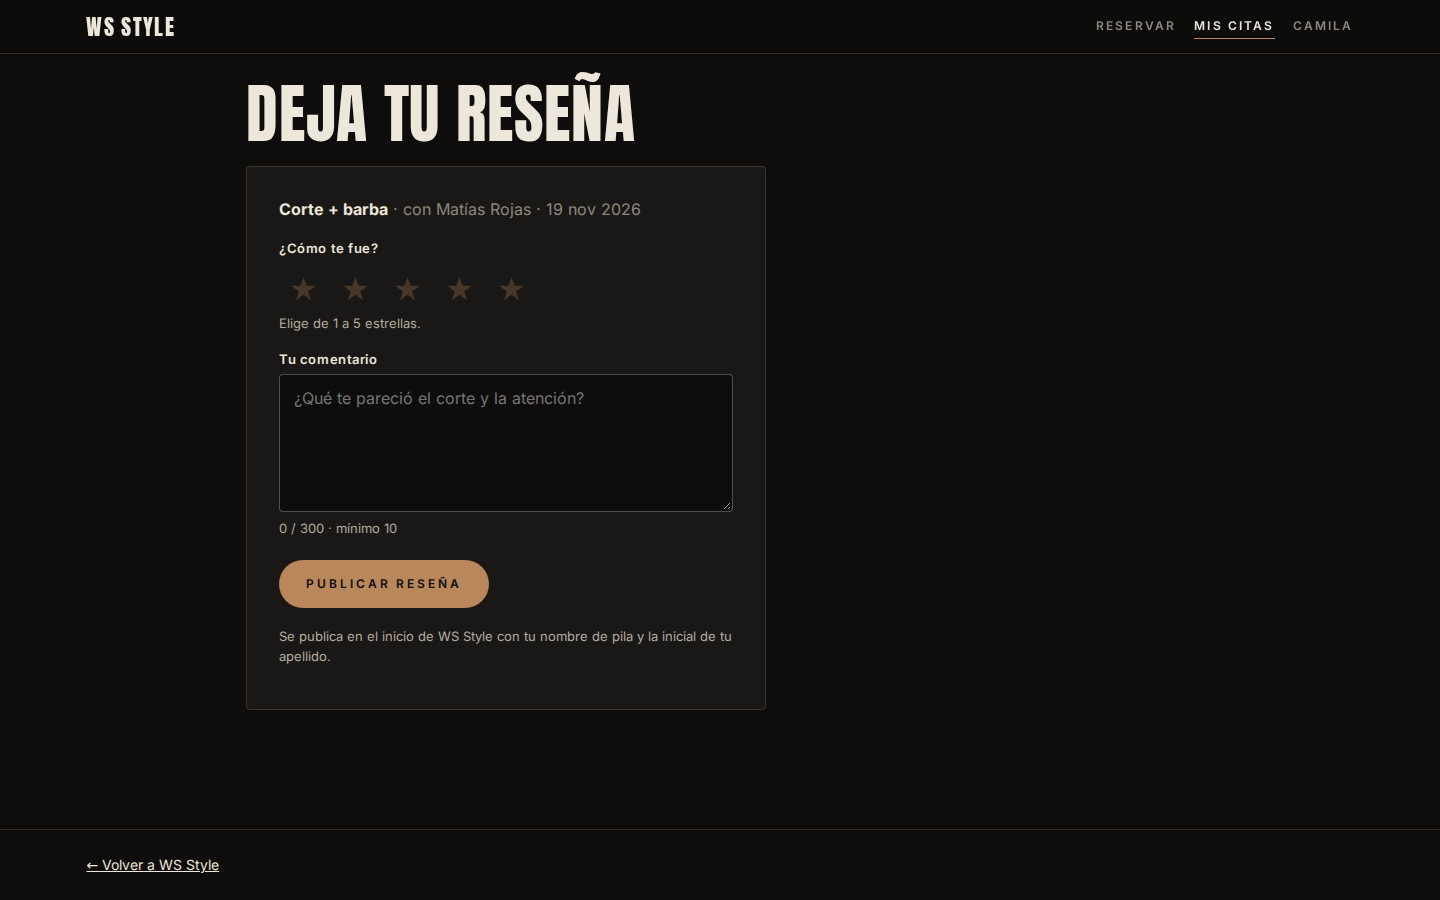 WS STYLE
RESERVAR MIS CITAS CAMILA
DEJA TU RESEÑA
Corte + barba · con Matías Rojas · 19 nov 2026
¿Cómo te fue?
★ ★ ★ ★ ★
Elige de 1 a 5 estrellas.
Tu comentario
¿Qué te pareció el corte y la atención?
0 / 300 · mínimo 10
PUBLICAR RESEÑA
Se publica en el inicio de WS Style con tu nombre de pila y la inicial de tu
apellido.
← Volver a WS Style